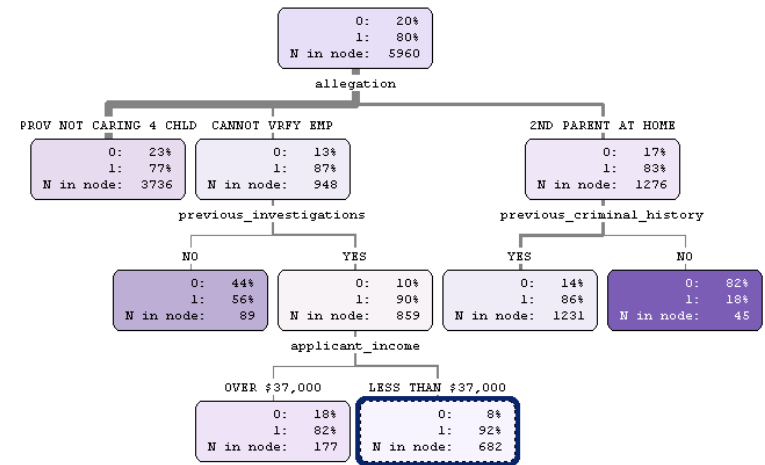 0: 20%
1: 80%
N in node: 5960
allegation
PROV NOT CARING 4 CHLD CANNOT VRFY EMP 2ND PARENT AT HOME
0: 23% 0: 13% 0: 17%
1: 77% 1: 87% 1: 83%
N in node: 3736 N in node: 948 N in node: 1276
previous_investigations previous_criminal_history
NO YES YES NO
0: 44% 0: 10% 0: 14% 0: 82%
1: 56% 1: 90% 1: 86% 1: 18%
N in node: 89 N in node: 859 N in node: 1231 N in node: 45
applicant_income
OVER $37,000 LESS THAN $37,000
0: 18% 0: 8%
1: 82% 1: 92%
N in node: 177 N in node: 682